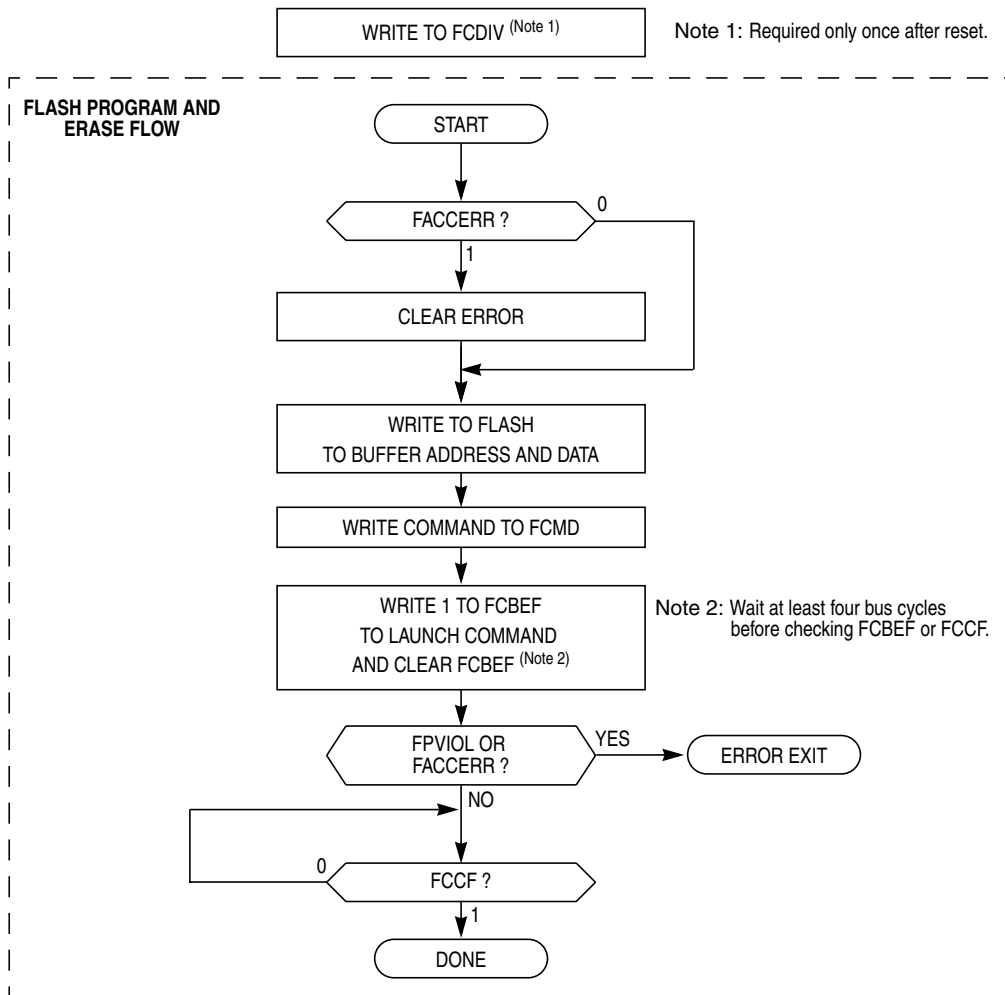 WRITE TO FCDIV (Note 1)
Note 1: Required only once after reset.
FLASH PROGRAM AND
ERASE FLOW
START
FACCERR ?
0
1
CLEAR ERROR
WRITE TO FLASH
TO BUFFER ADDRESS AND DATA
WRITE COMMAND TO FCMD
WRITE 1 TO FCBEF
TO LAUNCH COMMAND
AND CLEAR FCBEF (Note 2)
Note 2: Wait at least four bus cycles
before checking FCBEF or FCCF.
FPVIOL OR
FACCERR ?
YES
ERROR EXIT
NO
0
FCCF ?
1
DONE